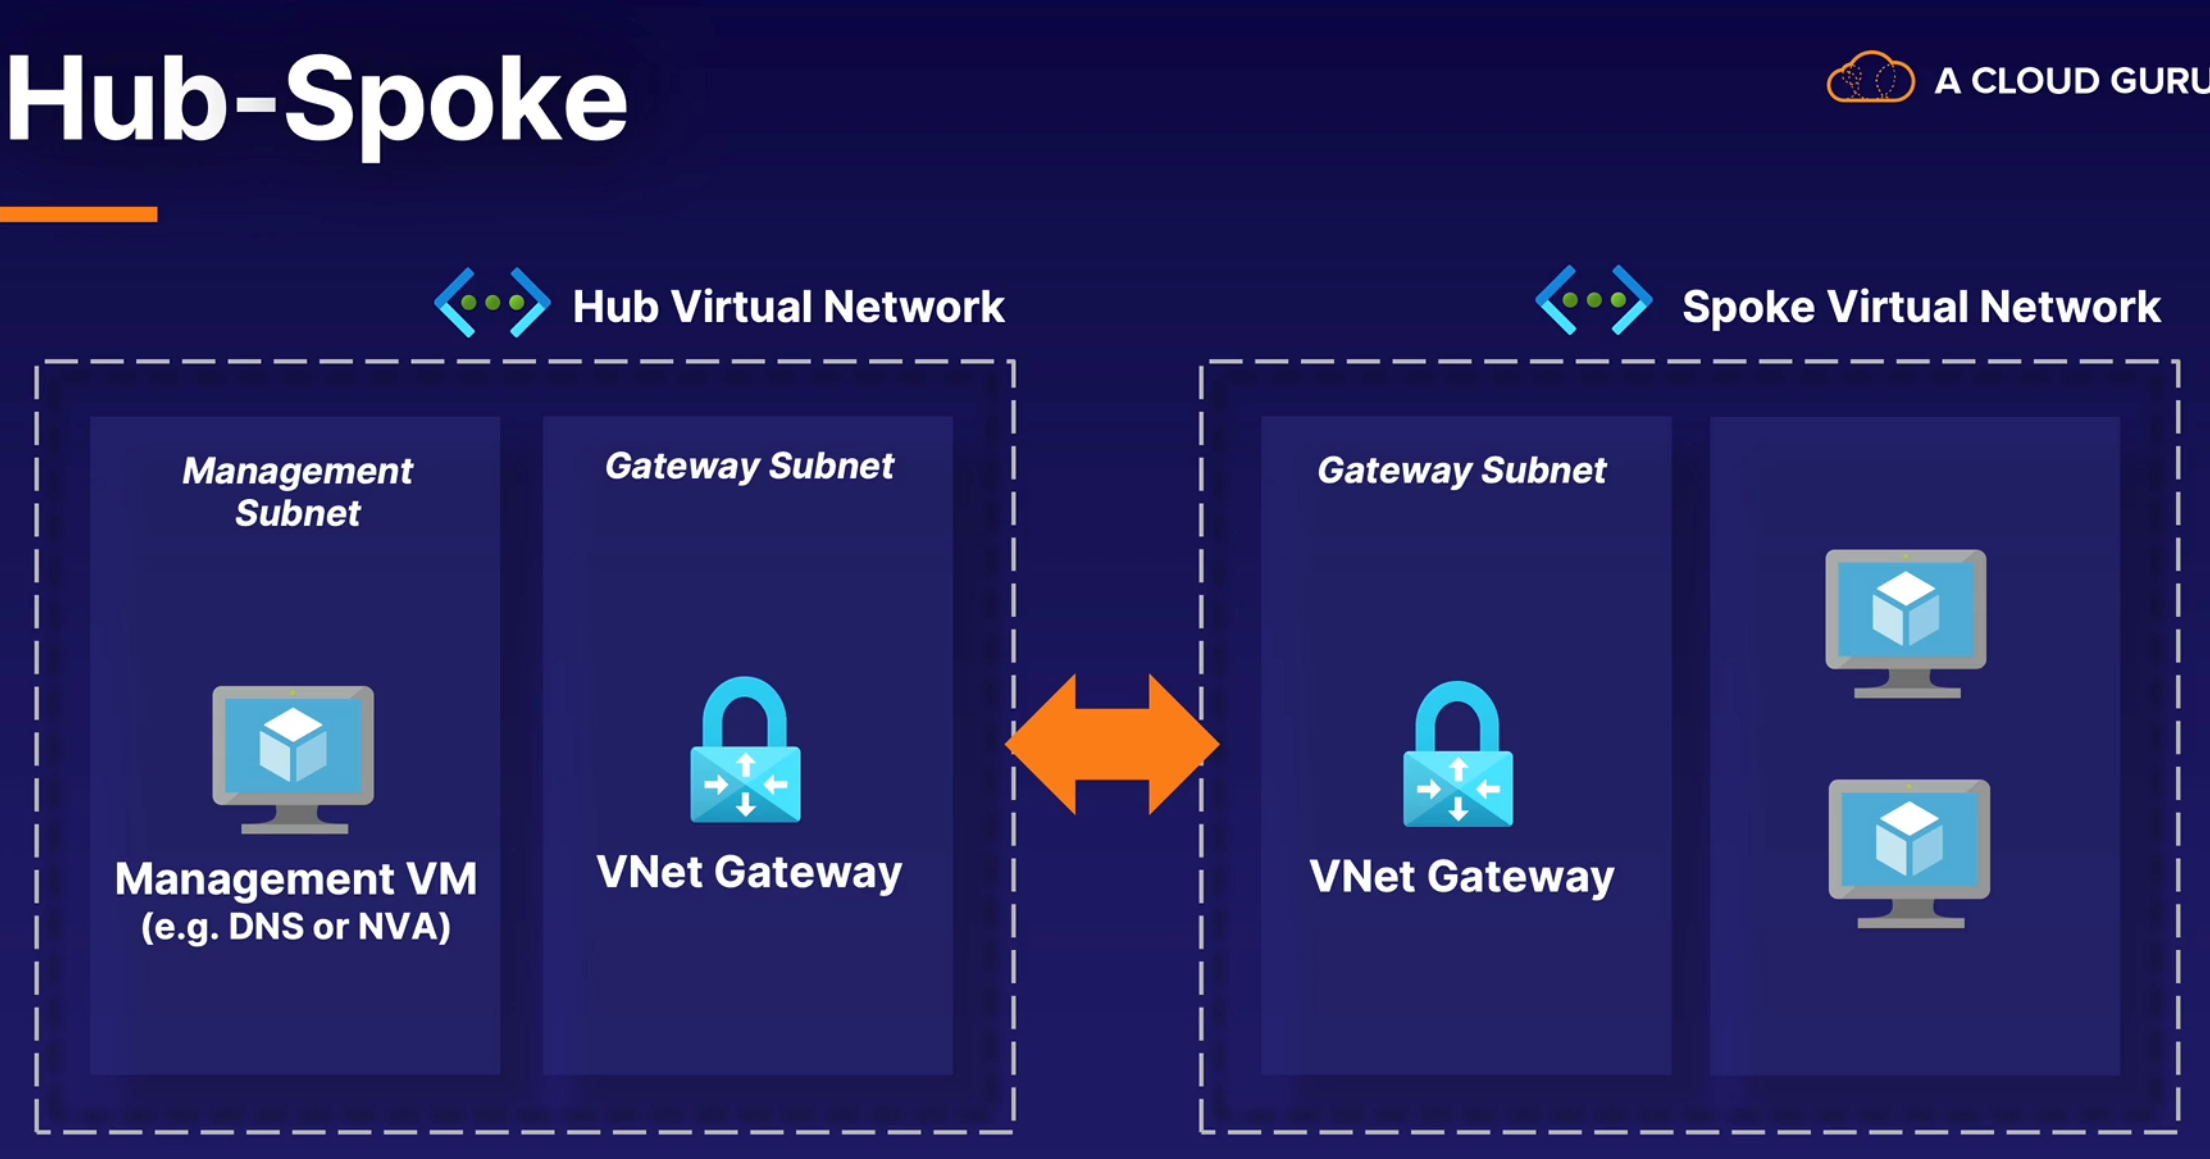 Hub-Spoke
A CLOUD GURU
Hub Virtual Network
Spoke Virtual Network
Management
Subnet
Gateway Subnet
Gateway Subnet
Management VM
(e.g. DNS or NVA)
VNet Gateway
VNet Gateway